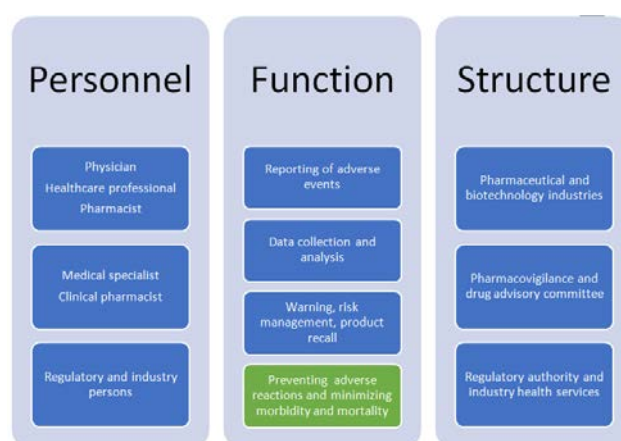 Personnel
Physician
Healthcare professional
Pharmacist
Medical specialist
Clinical pharmacist
Regulatory and industry
persons
Function
Reporting of adverse
events
Data collection and
analysis
Warning, risk
management, product
recall
Preventing adverse
reactions and minimizing
morbidity and mortality
Structure
Pharmaceutical and
biotechnology industries
Pharmacovigilance and
drug advisory committee
Regulatory authority and
industry health services